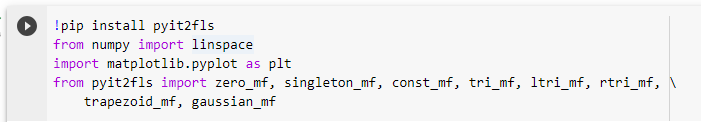 !pip install pyit2fls
from numpy import linspace
import matplotlib.pyplot as plt
from pyit2fls import zero_mf, singleton_mf, const_mf, tri_mf, ltri_mf, rtri_mf, \
    trapezoid_mf, gaussian_mf